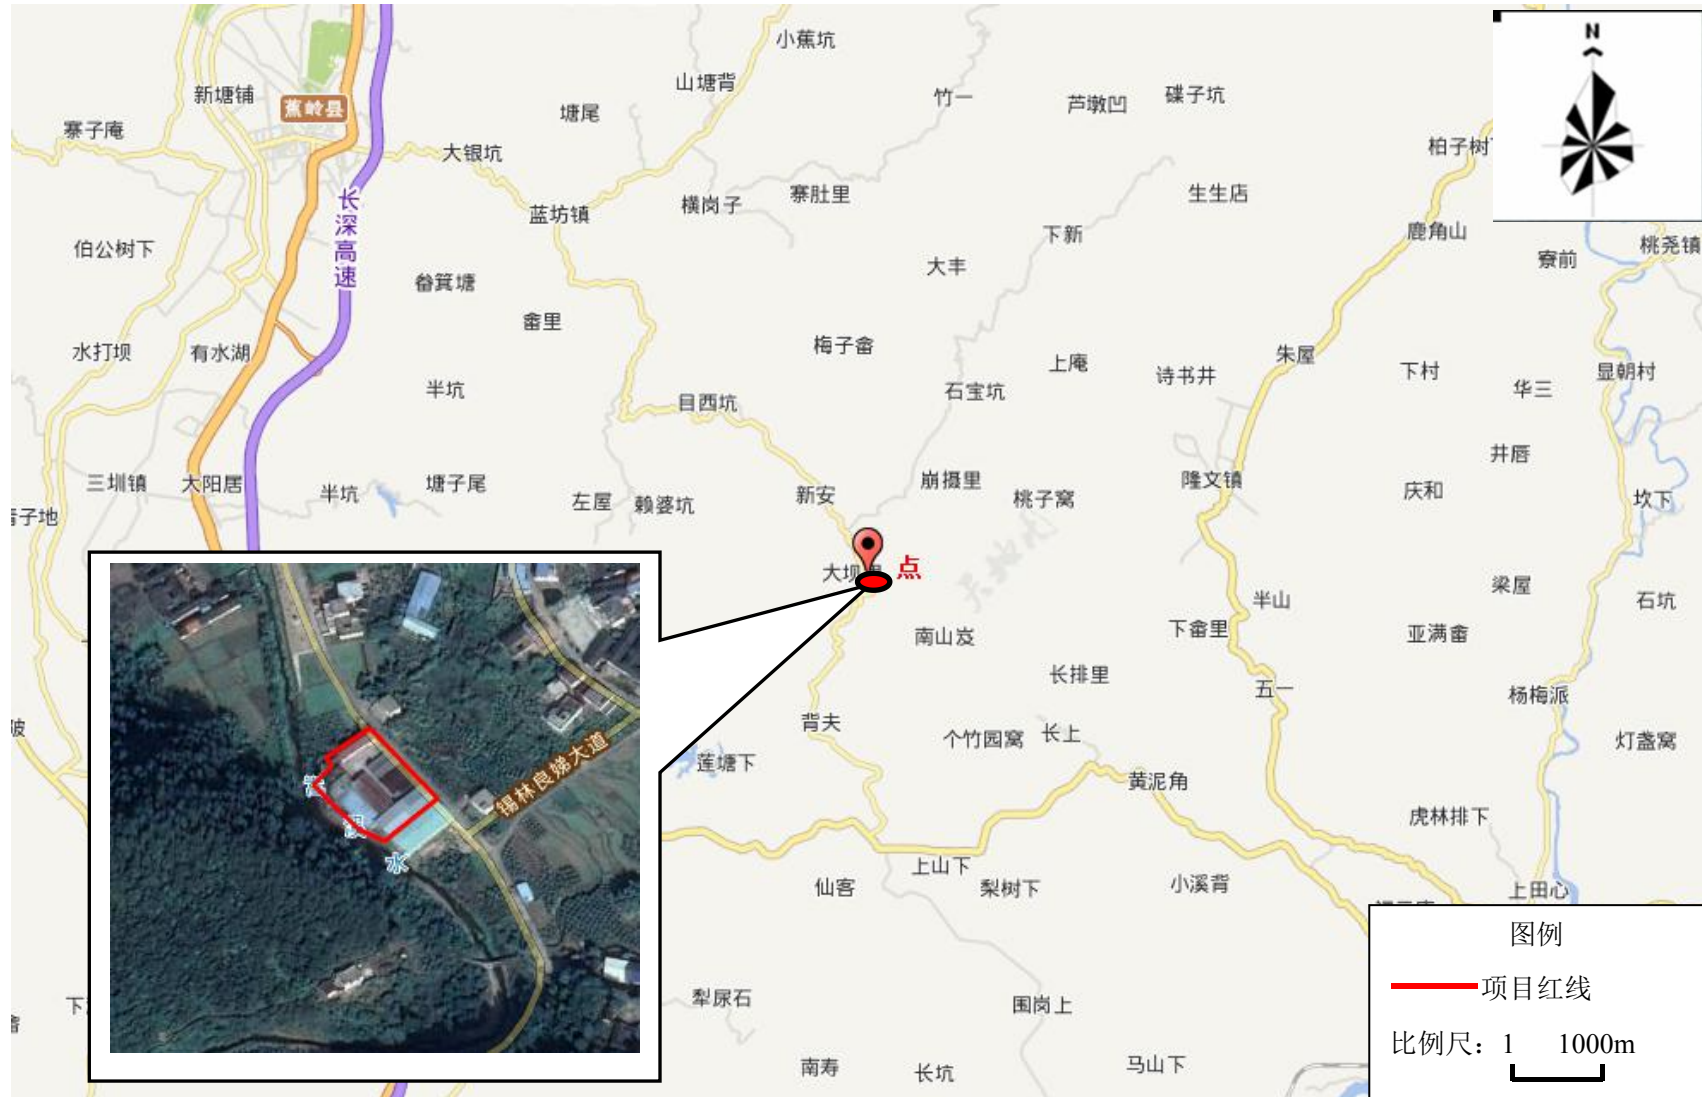 小蕉坑
N
山塘背
新塘铺
蕉岭县
塘尾
竹一
芦墩凹
碟子坑
寨子庵
大银坑
柏子树
横岗子
寨肚里
生生店
长深高速
蓝坊镇
下新
鹿角山
桃尧镇
伯公树下
大丰
寮前
畚箕塘
畲里
梅子畲
水打坝
有水湖
上庵
诗书井
朱屋
下村
华三
显朝村
半坑
目西坑
石宝坑
井唇
三圳镇
大阳居
半坑
塘子尾
左屋
赖婆坑
新安
崩摄里
桃子窝
隆文镇
庆和
坎下
子地
大坝
点
半山
梁屋
石坑
南山岌
下畲里
亚满畲
长排里
五一
杨梅派
陂
背夫
个竹园窝
长上
灯盏窝
莲塘下
锡林良娣大道
黄泥角
虎林排下
水
上山下
仙客
梨树下
小溪背
上田心
图例
项目红线
犁尿石
围岗上
下
比例尺：1 1000m
南寿
长坑
马山下